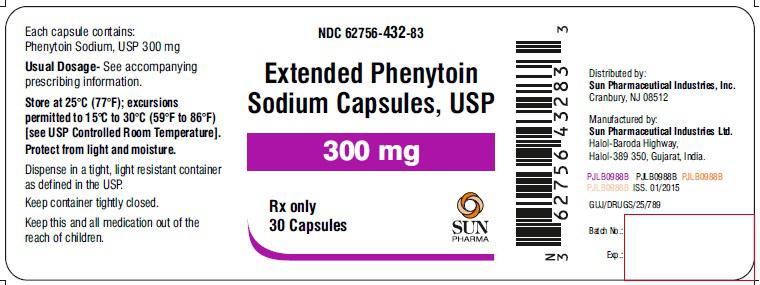 Each capsule contains:
Phenytoin Sodium, USP 300 mg
Usual Dosage- See accompanying
prescribing information.
Store at 25°C (77°F); excursions
permitted to 15°C to 30°C (59°F to 86°F)
[see USP Controlled Room Temperature].
Protect from light and moisture.
Dispense in a tight, light resistant container
as defined in the USP.
Keep container tightly closed.
Keep this and all medication out of the
reach of children.
NDC 62756-432-83
Extended Phenytoin
Sodium Capsules, USP
300 mg
Rx only
30 Capsules
SUN
PHARMA
N 3 62756 43283 3
Distributed by:
Sun Pharmaceutical Industries, Inc.
Cranbury, NJ 08512
Manufactured by:
Sun Pharmaceutical Industries Ltd.
Halol-Baroda Highway,
Halol-389 350, Gujarat, India.
PJLB0988B PJLB0988B PJLB0988B
PJLB0988B ISS. 01/2015
GUJ/DRUGS/25/789
Batch No.:
Exp.: